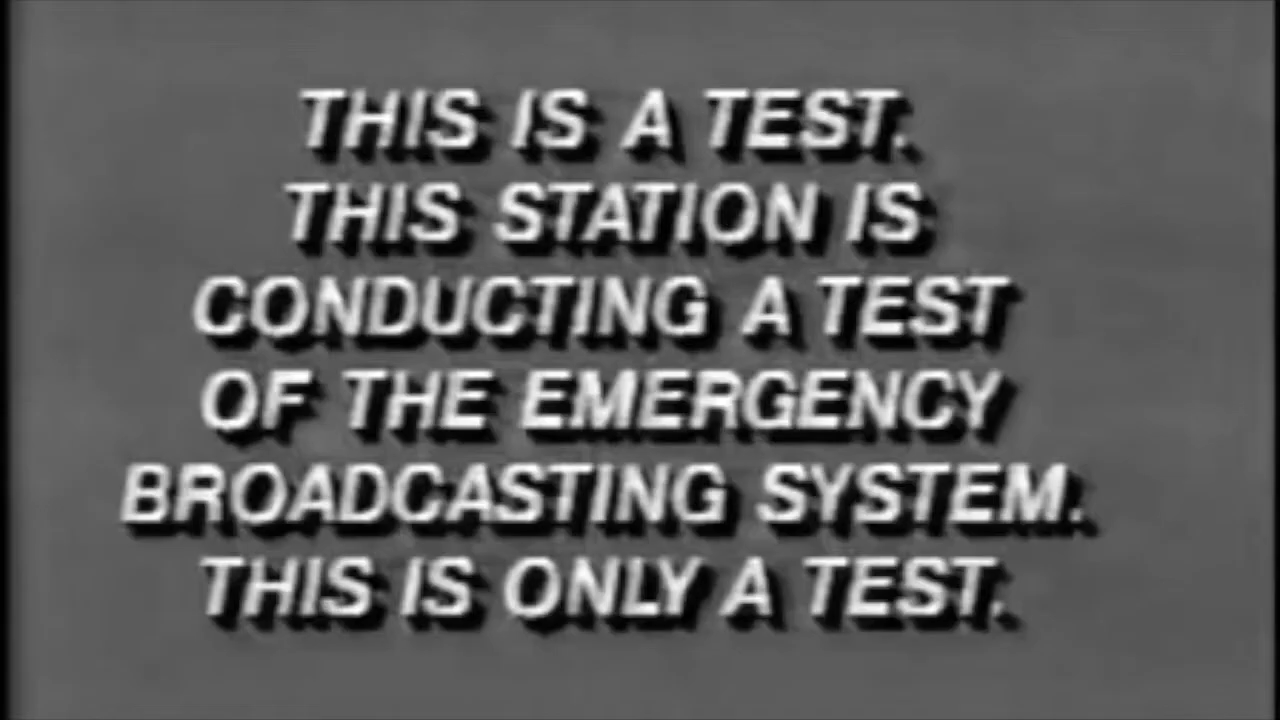 THIS IS A TEST.
THIS STATION IS
CONDUCTING A TEST
OF THE EMERGENCY
BROADCASTING SYSTEM.
THIS IS ONLY A TEST.